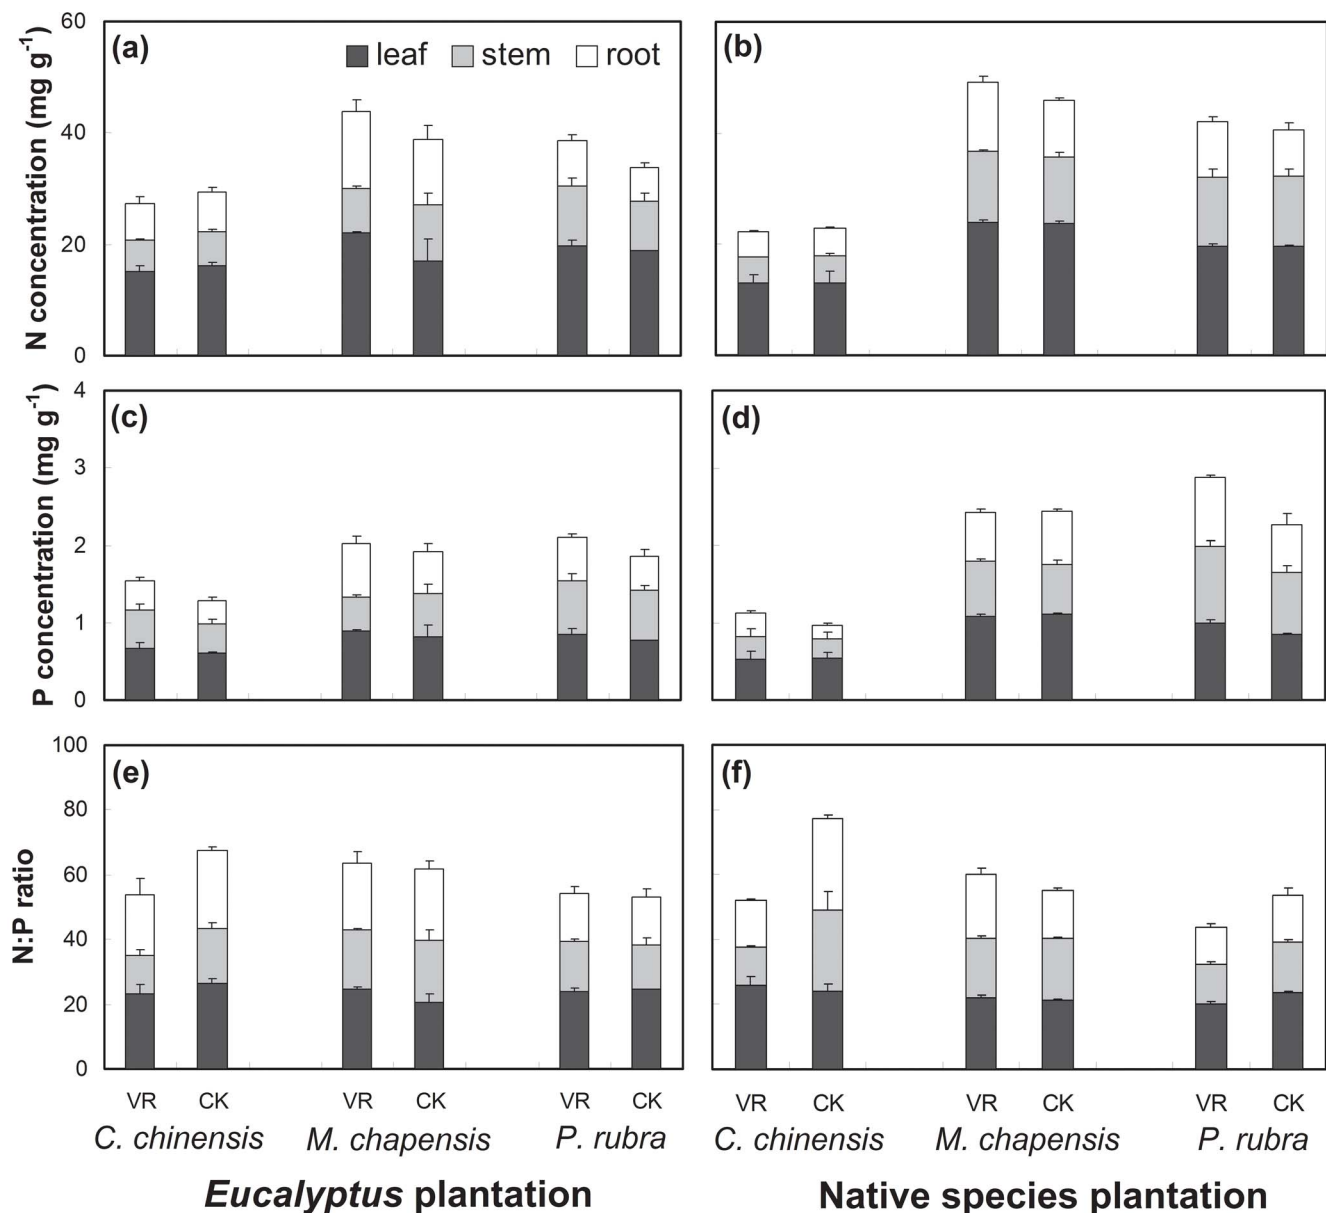 (a) leaf stem root (b)
N concentration (mg g⁻¹)
60
40
20
0
(c) (d)
P concentration (mg g⁻¹)
4
3
2
1
0
(e) (f)
N:P ratio
100
80
60
40
20
0
VR CK VR CK VR CK VR CK VR CK VR CK
C. chinensis M. chapensis P. rubra C. chinensis M. chapensis P. rubra
Eucalyptus plantation Native species plantation